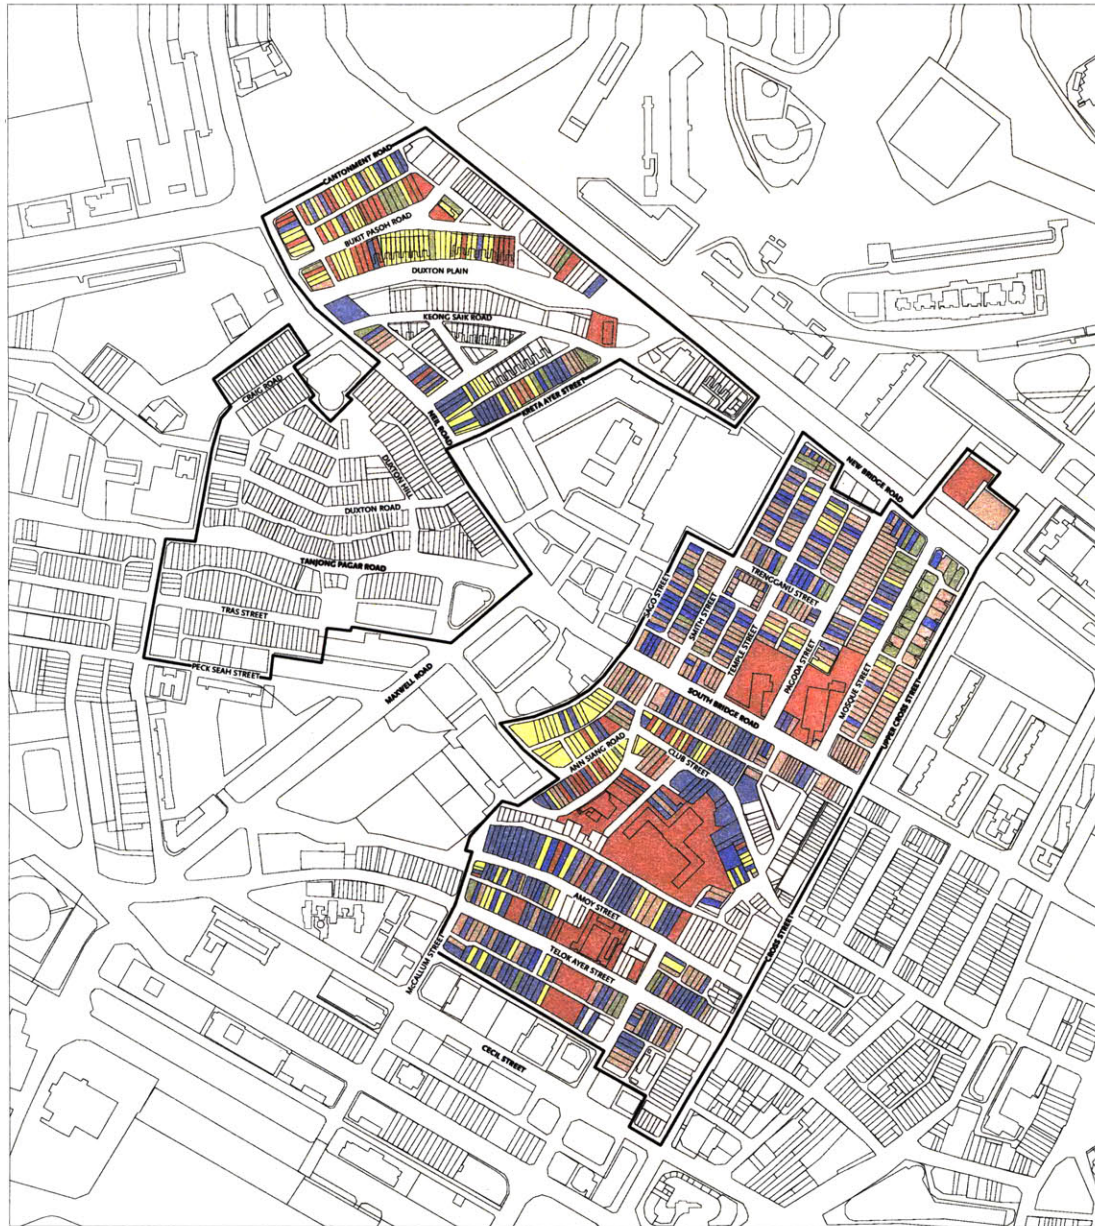 CANTONMENT ROAD
BUKIT PASOH ROAD
DUXTON PLAIN
KEONG SAIK ROAD
CRAIG ROAD
KRETA AYER STREET
NEIL ROAD
DUXTON HILL
NEW BRIDGE ROAD
DUXTON ROAD
TANJONG PAGAR ROAD
TRENGGANU STREET
SAGO STREET
SMITH STREET
TRAS STREET
TEMPLE STREET
PAGODA STREET
PECK SEAH STREET
MAXWELL ROAD
MOSQUE STREET
SOUTH BRIDGE ROAD
UPPER CROSS STREET
ANN SIANG ROAD
CLUB STREET
AMOY STREET
CROSS STREET
TELOK AYER STREET
McCALLUM STREET
CECIL STREET